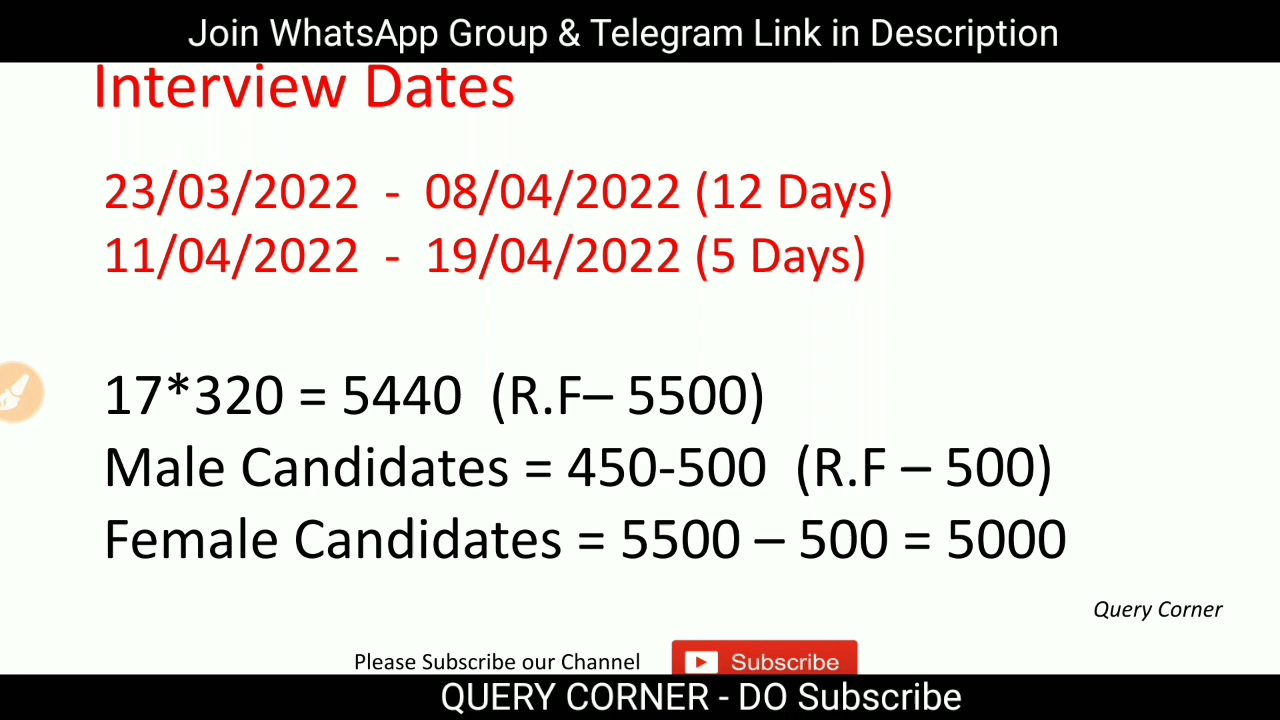 Join WhatsApp Group & Telegram Link in Description
Interview Dates
23/03/2022 - 08/04/2022 (12 Days)
11/04/2022 - 19/04/2022 (5 Days)
17*320 = 5440 (R.F– 5500)
Male Candidates = 450-500 (R.F – 500)
Female Candidates = 5500 – 500 = 5000
Query Corner
Please Subscribe our Channel
Subscribe
QUERY CORNER - DO Subscribe